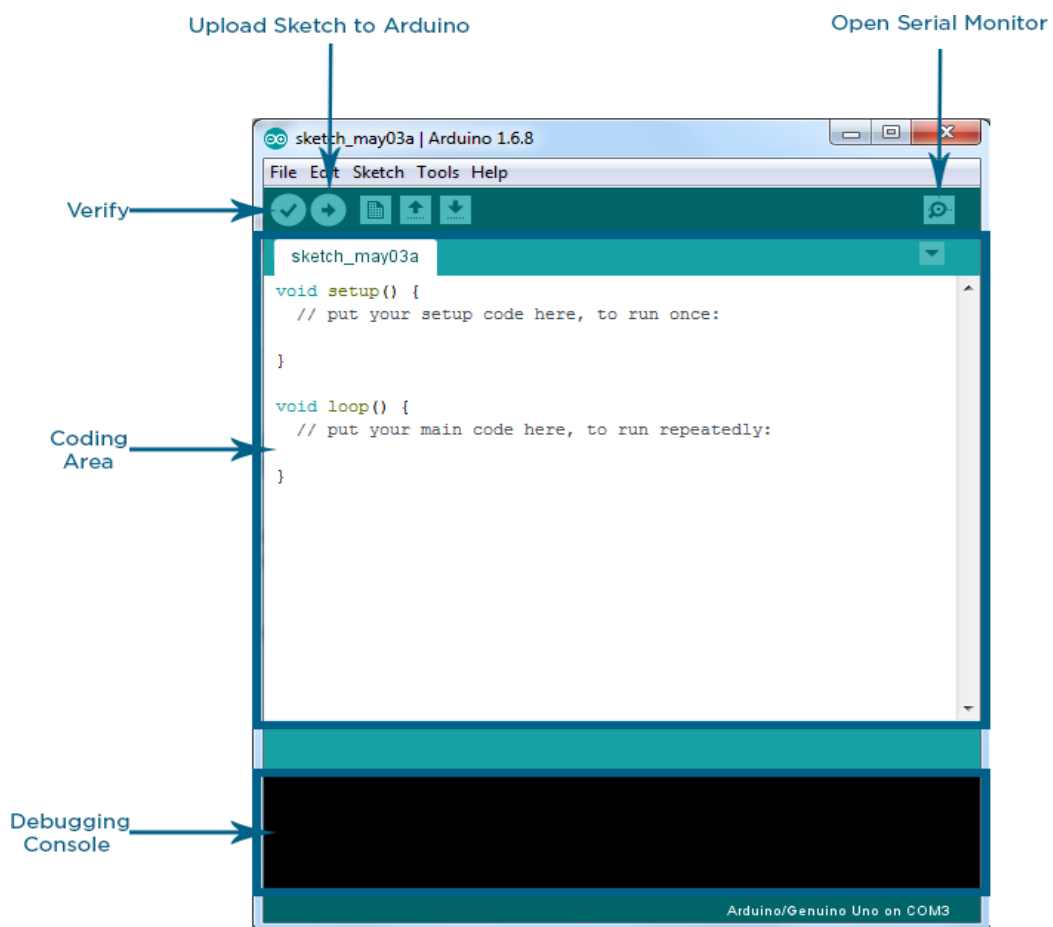 Upload Sketch to Arduino
Open Serial Monitor
sketch_may03a | Arduino 1.6.8
File Edit Sketch Tools Help
Verify
sketch_may03a
void setup() {
  // put your setup code here, to run once:
}
void loop() {
  // put your main code here, to run repeatedly:
}
Coding
Area
Debugging
Console
Arduino/Genuino Uno on COM3